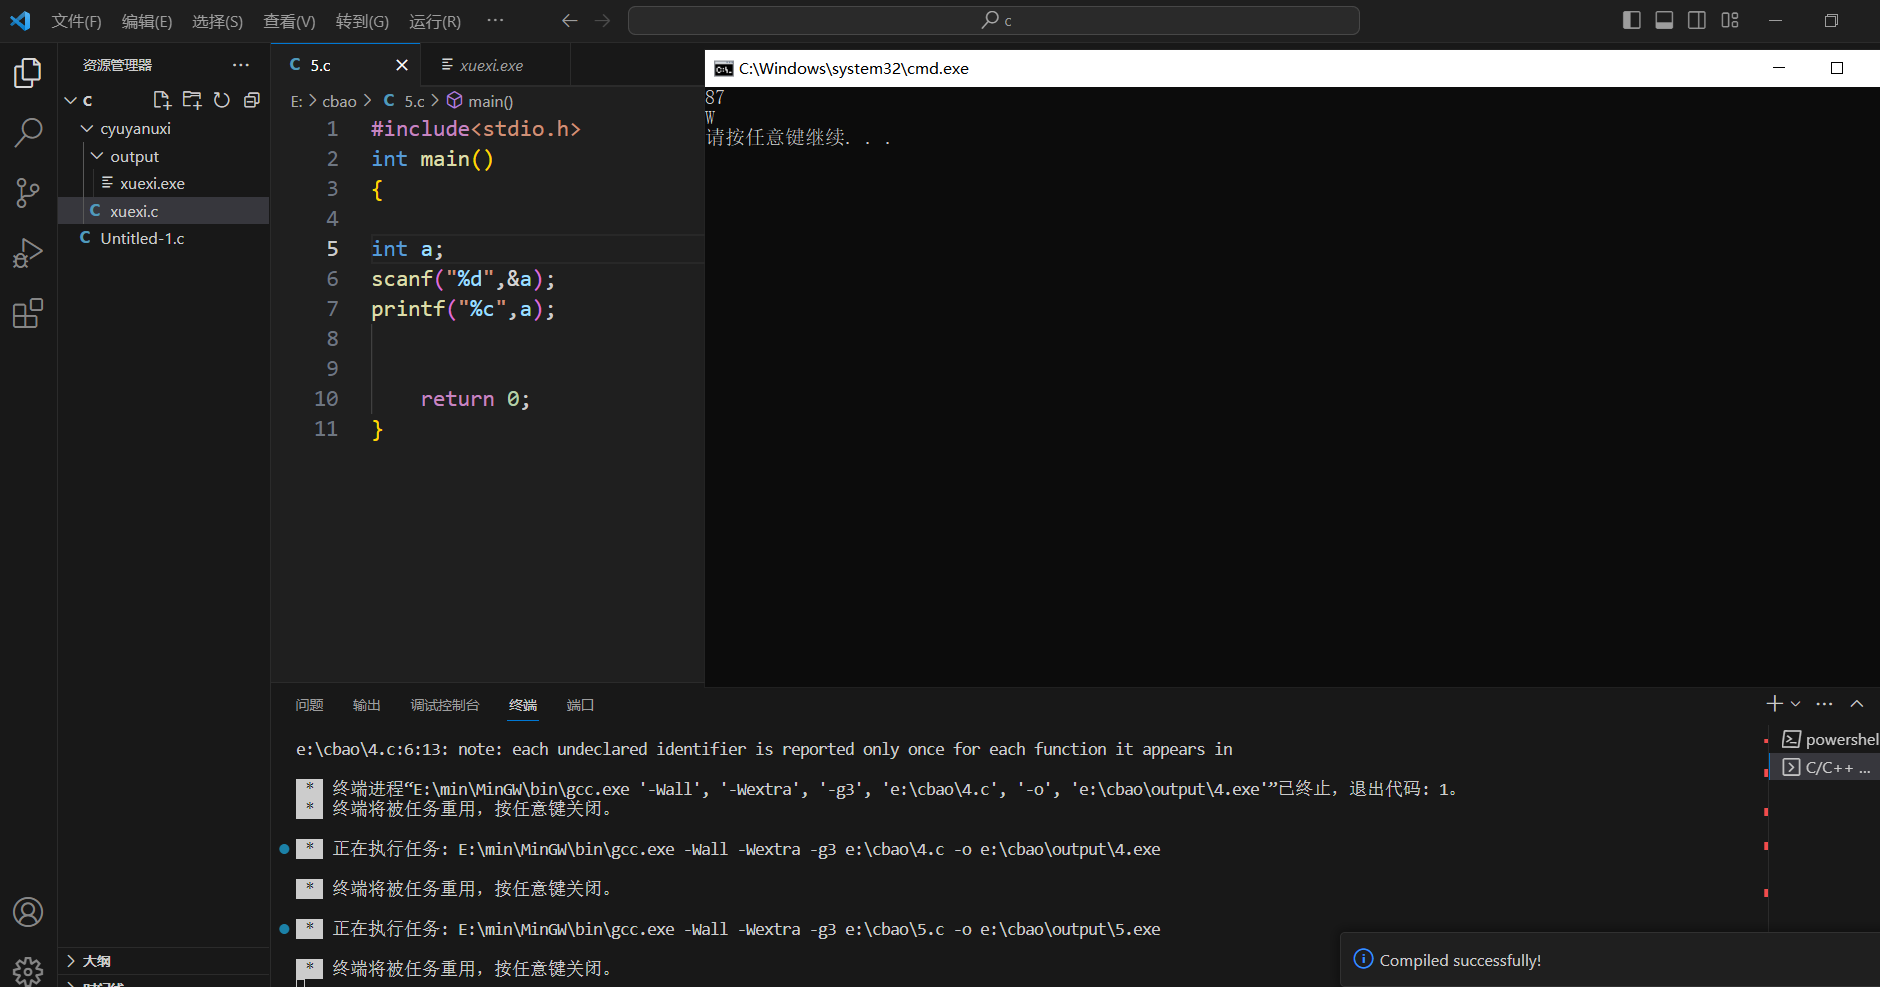 文件(F) 编辑(E) 选择(S) 查看(V) 转到(G) 运行(R) ··· c
资源管理器 ···
C
cyuyanuxi
output
xuexi.exe
C xuexi.c
C Untitled-1.c
大纲
C 5.c
xuexi.exe
E: > cbao > C 5.c > main()
1 #include<stdio.h>
2 int main()
3 {
4
5 int a;
6 scanf("%d",&a);
7 printf("%c",a);
8
9
10 return 0;
11 }
C:\Windows\system32\cmd.exe
87
W
请按任意键继续. . .
问题 输出 调试控制台 终端 端口
e:\cbao\4.c:6:13: note: each undeclared identifier is reported only once for each function it appears in
* 终端进程“E:\min\MinGW\bin\gcc.exe '-Wall', '-Wextra', '-g3', 'e:\cbao\4.c', '-o', 'e:\cbao\output\4.exe'”已终止，退出代码: 1。
* 终端将被任务重用，按任意键关闭。
* 正在执行任务: E:\min\MinGW\bin\gcc.exe -Wall -Wextra -g3 e:\cbao\4.c -o e:\cbao\output\4.exe
* 终端将被任务重用，按任意键关闭。
* 正在执行任务: E:\min\MinGW\bin\gcc.exe -Wall -Wextra -g3 e:\cbao\5.c -o e:\cbao\output\5.exe
* 终端将被任务重用，按任意键关闭。
powershel
C/C++ ...
Compiled successfully!